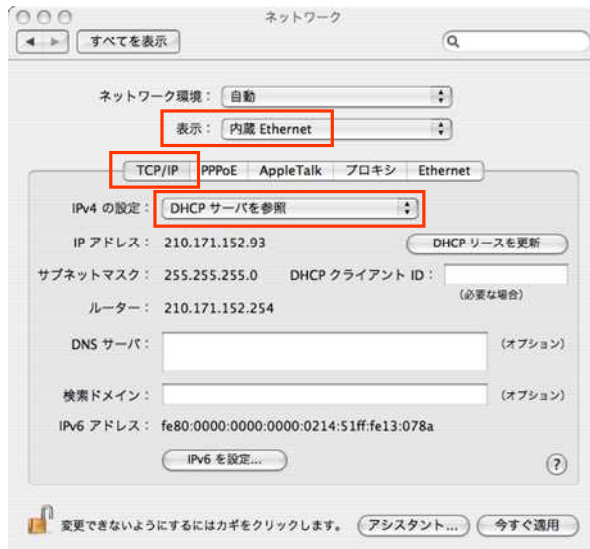 ネットワーク
すべてを表示
ネットワーク環境： 自動
表示： 内蔵 Ethernet
TCP/IP PPPoE AppleTalk プロキシ Ethernet
IPv4 の設定： DHCP サーバを参照
IP アドレス： 210.171.152.93 DHCP リースを更新
サブネットマスク： 255.255.255.0 DHCP クライアント ID：
(必要な場合)
ルーター： 210.171.152.254
DNS サーバ： (オプション)
検索ドメイン： (オプション)
IPv6 アドレス： fe80:0000:0000:0000:0214:51ff:fe13:078a
IPv6 を設定... ?
変更できないようにするにはカギをクリックします。 アシスタント... 今すぐ適用